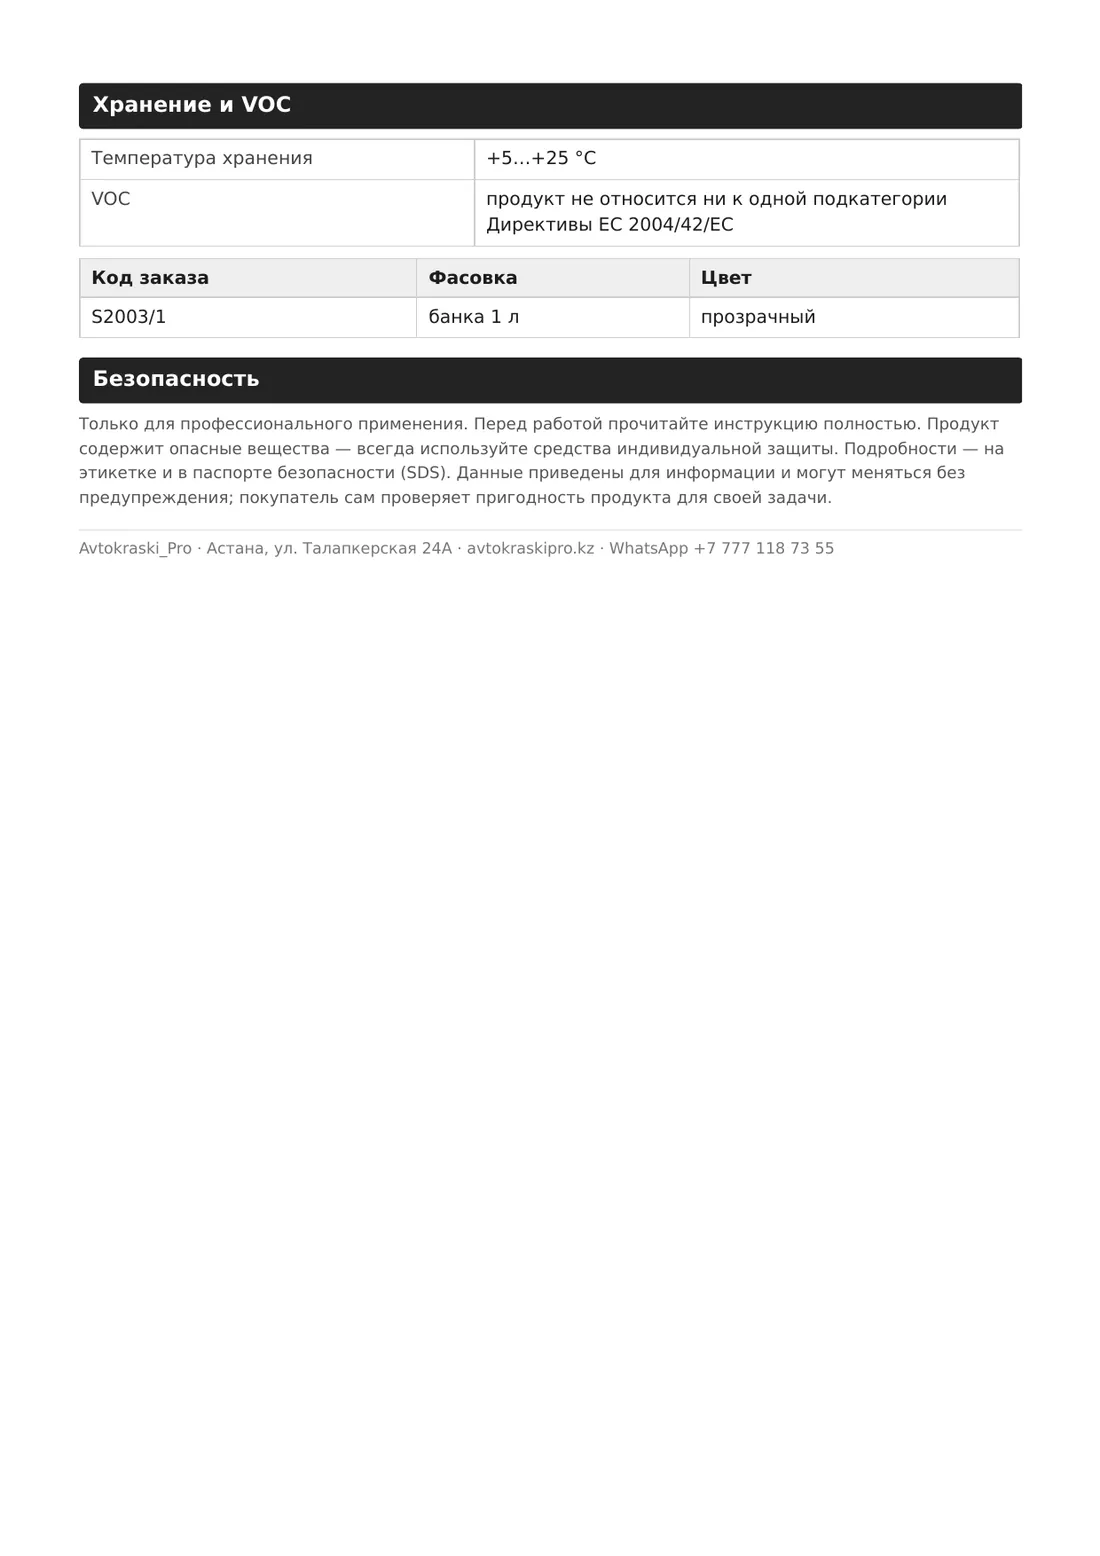 Хранение и VOC
Температура хранения +5…+25 °C
VOC продукт не относится ни к одной подкатегории
Директивы ЕС 2004/42/ЕС
Код заказа Фасовка Цвет
S2003/1 банка 1 л прозрачный
Безопасность
Только для профессионального применения. Перед работой прочитайте инструкцию полностью. Продукт
содержит опасные вещества — всегда используйте средства индивидуальной защиты. Подробности — на
этикетке и в паспорте безопасности (SDS). Данные приведены для информации и могут меняться без
предупреждения; покупатель сам проверяет пригодность продукта для своей задачи.
Avtokraski_Pro · Астана, ул. Талапкерская 24А · avtokraskipro.kz · WhatsApp +7 777 118 73 55